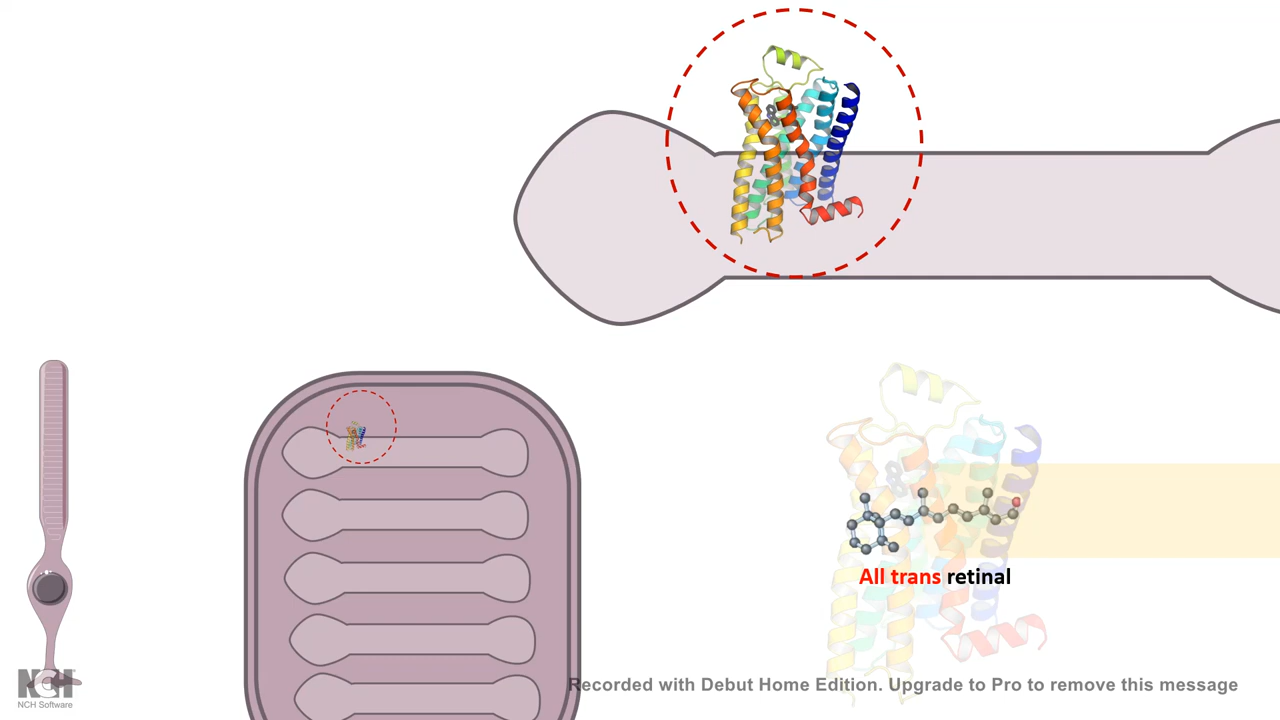 All trans retinal
Recorded with Debut Home Edition. Upgrade to Pro to remove this message
NCH
NCH Software